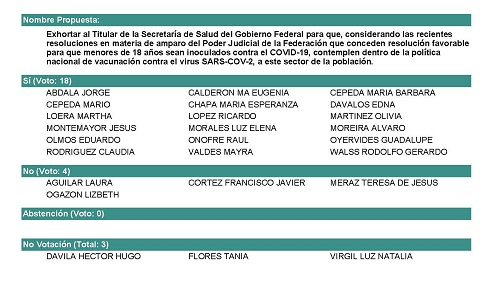 Nombre Propuesta:
Exhortar al Titular de la Secretaría de Salud del Gobierno Federal para que, considerando las recientes
resoluciones en materia de amparo del Poder Judicial de la Federación que conceden resolución favorable
para que menores de 18 años sean inoculados contra el COVID-19, contemplen dentro de la política
nacional de vacunación contra el virus SARS-COV-2, a este sector de la población.
Sí (Voto: 18)
ABDALA JORGE CALDERON MA EUGENIA CEPEDA MARIA BARBARA
CEPEDA MARIO CHAPA MARIA ESPERANZA DAVALOS EDNA
LOERA MARTHA LOPEZ RICARDO MARTINEZ OLIVIA
MONTEMAYOR JESUS MORALES LUZ ELENA MOREIRA ALVARO
OLMOS EDUARDO ONOFRE RAUL OYERVIDES GUADALUPE
RODRIGUEZ CLAUDIA VALDES MAYRA WALSS RODOLFO GERARDO
No (Voto: 4)
AGUILAR LAURA CORTEZ FRANCISCO JAVIER MERAZ TERESA DE JESUS
OGAZON LIZBETH
Abstención (Voto: 0)
No Votación (Total: 3)
DAVILA HECTOR HUGO FLORES TANIA VIRGIL LUZ NATALIA